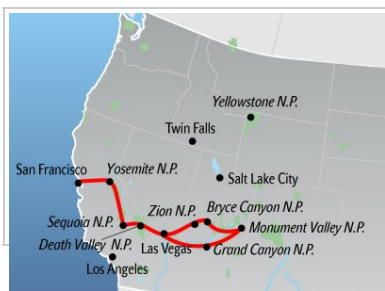 Yellowstone N.P.
Twin Falls
San Francisco
Yosemite N.P.
Salt Lake City
Zion N.P.
Bryce Canyon N.P.
Sequoia N.P.
Monument Valley N.P.
Death Valley N.P.
Las Vegas
Grand Canyon N.P.
Los Angeles